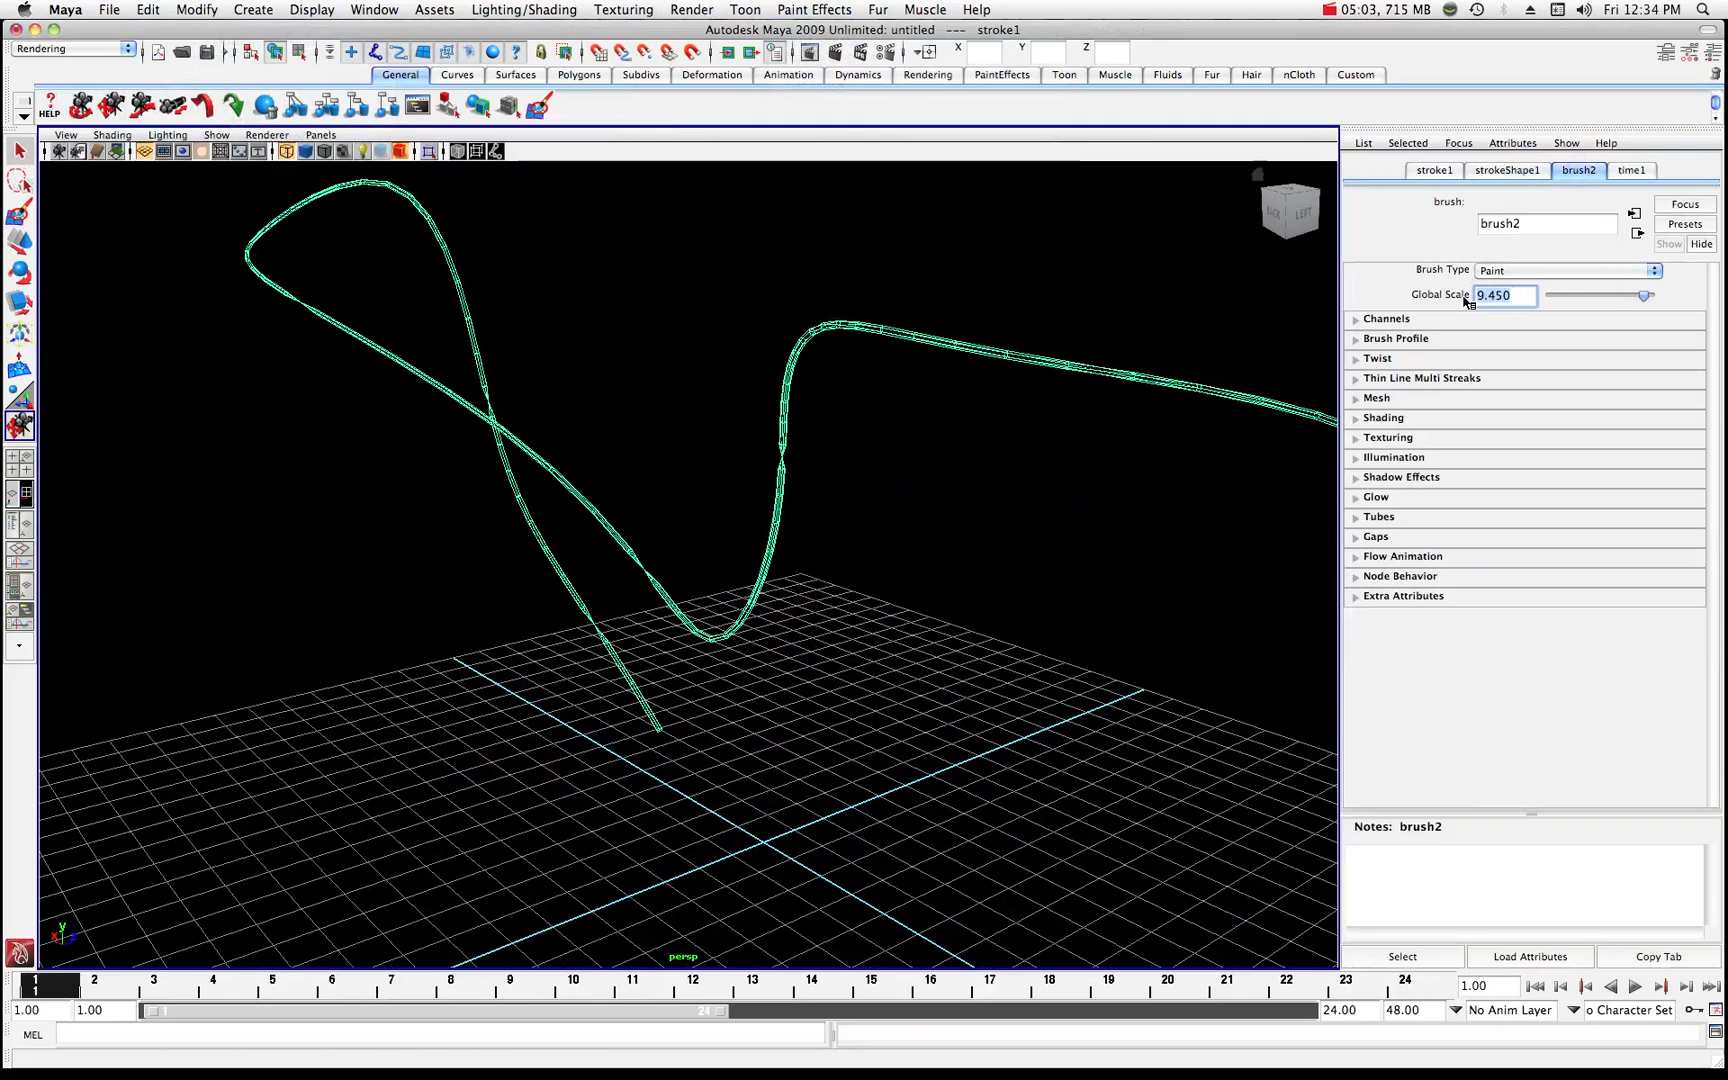 Maya File Edit Modify Create Display Window Assets Lighting/Shading Texturing Render Toon Paint Effects Fur Muscle Help 05:03, 715 MB Fri 12:34 PM
Autodesk Maya 2009 Unlimited: untitled --- stroke1
Rendering X Y Z
General Curves Surfaces Polygons Subdivs Deformation Animation Dynamics Rendering PaintEffects Toon Muscle Fluids Fur Hair nCloth Custom
HELP
View Shading Lighting Show Renderer Panels
List Selected Focus Attributes Show Help
stroke1 strokeShape1 brush2 time1
brush:
brush2
Focus
Presets
Show Hide
Brush Type Paint
Global Scale 9.450
Channels
Brush Profile
Twist
Thin Line Multi Streaks
Mesh
Shading
Texturing
Illumination
Shadow Effects
Glow
Tubes
Gaps
Flow Animation
Node Behavior
Extra Attributes
BACK LEFT
Notes: brush2
y
x z
persp
Select Load Attributes Copy Tab
1 2 3 4 5 6 7 8 9 10 11 12 13 14 15 16 17 18 19 20 21 22 23 24
1 1.00
1.00 1.00 1 24 24.00 48.00 No Anim Layer o Character Set
MEL